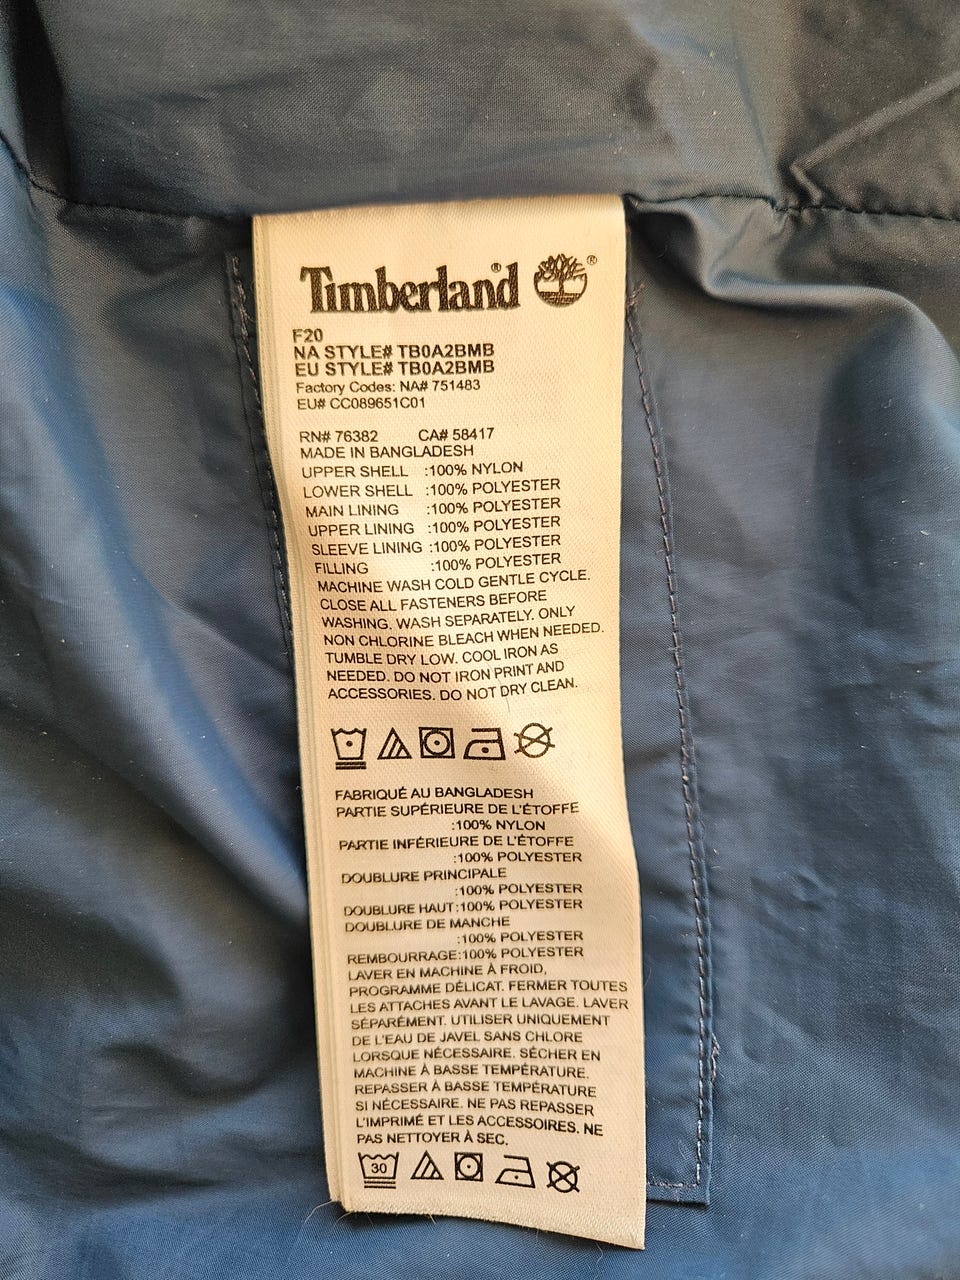 Timberland®
®
F20
NA STYLE# TB0A2BMB
EU STYLE# TB0A2BMB
Factory Codes: NA# 751483
EU# CC089651C01
RN# 76382 CA# 58417
MADE IN BANGLADESH
UPPER SHELL :100% NYLON
LOWER SHELL :100% POLYESTER
MAIN LINING :100% POLYESTER
UPPER LINING :100% POLYESTER
SLEEVE LINING :100% POLYESTER
FILLING :100% POLYESTER
MACHINE WASH COLD GENTLE CYCLE.
CLOSE ALL FASTENERS BEFORE
WASHING. WASH SEPARATELY. ONLY
NON CHLORINE BLEACH WHEN NEEDED.
TUMBLE DRY LOW. COOL IRON AS
NEEDED. DO NOT IRON PRINT AND
ACCESSORIES. DO NOT DRY CLEAN.
FABRIQUÉ AU BANGLADESH
PARTIE SUPÉRIEURE DE L'ÉTOFFE
:100% NYLON
PARTIE INFÉRIEURE DE L'ÉTOFFE
:100% POLYESTER
DOUBLURE PRINCIPALE
:100% POLYESTER
DOUBLURE HAUT:100% POLYESTER
DOUBLURE DE MANCHE
:100% POLYESTER
REMBOURRAGE:100% POLYESTER
LAVER EN MACHINE À FROID,
PROGRAMME DÉLICAT. FERMER TOUTES
LES ATTACHES AVANT LE LAVAGE. LAVER
SÉPARÉMENT. UTILISER UNIQUEMENT
DE L'EAU DE JAVEL SANS CHLORE
LORSQUE NÉCESSAIRE. SÉCHER EN
MACHINE À BASSE TEMPÉRATURE.
REPASSER À BASSE TEMPÉRATURE
SI NÉCESSAIRE. NE PAS REPASSER
L'IMPRIMÉ ET LES ACCESSOIRES. NE
PAS NETTOYER À SEC.
30